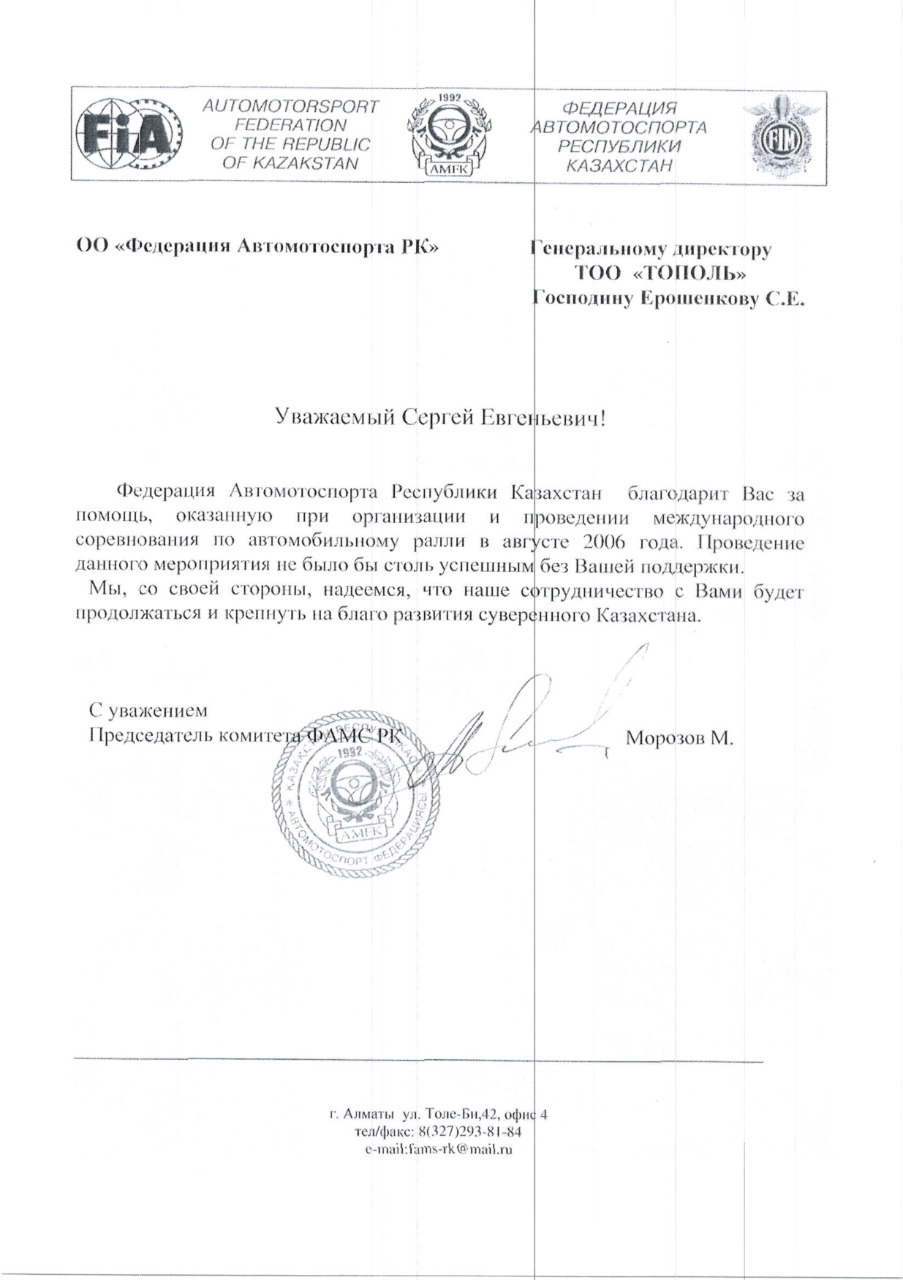 FiA
AUTOMOTORSPORT
FEDERATION
OF THE REPUBLIC
OF KAZAKSTAN
1992
АМFК
ФЕДЕРАЦИЯ
АВТОМОТОСПОРТА
РЕСПУБЛИКИ
КАЗАХСТАН
FIM
ОО «Федерация Автомотоспорта РК»
Генеральному директору
ТОО «ТОПОЛЬ»
Господину Ерошенкову С.Е.
Уважаемый Сергей Евгеньевич!
Федерация Автомотоспорта Республики Казахстан благодарит Вас за
помощь, оказанную при организации и проведении международного
соревнования по автомобильному ралли в августе 2006 года. Проведение
данного мероприятия не было бы столь успешным без Вашей поддержки.
Мы, со своей стороны, надеемся, что наше сотрудничество с Вами будет
продолжаться и крепнуть на благо развития суверенного Казахстана.
С уважением
Председатель комитета ФАМС РК
Морозов М.
1992
АМFК
АВТОМОТОСПОРТ ФЕДЕРАЦИЯСЫ
г. Алматы ул. Толе-Би,42, офис 4
тел/факс: 8(327)293-81-84
e-mail:fams-rk@mail.ru